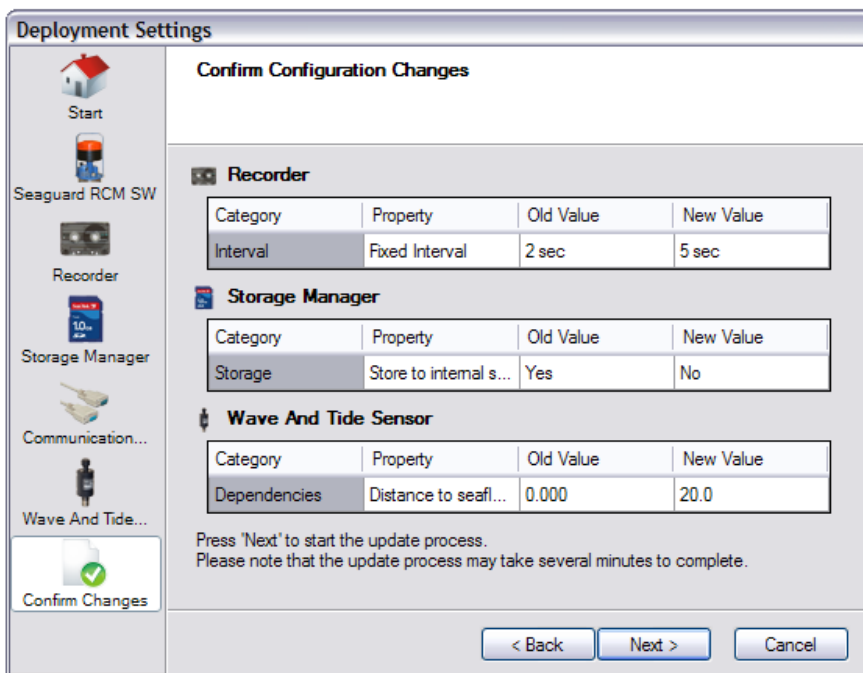 Deployment Settings
Start
Seaguard RCM SW
Recorder
Storage Manager
Communication...
Wave And Tide...
Confirm Changes
Confirm Configuration Changes
Recorder
Category Property Old Value New Value
Interval Fixed Interval 2 sec 5 sec
Storage Manager
Category Property Old Value New Value
Storage Store to internal s... Yes No
Wave And Tide Sensor
Category Property Old Value New Value
Dependencies Distance to seafl... 0.000 20.0
Press 'Next' to start the update process.
Please note that the update process may take several minutes to complete.
< Back Next > Cancel